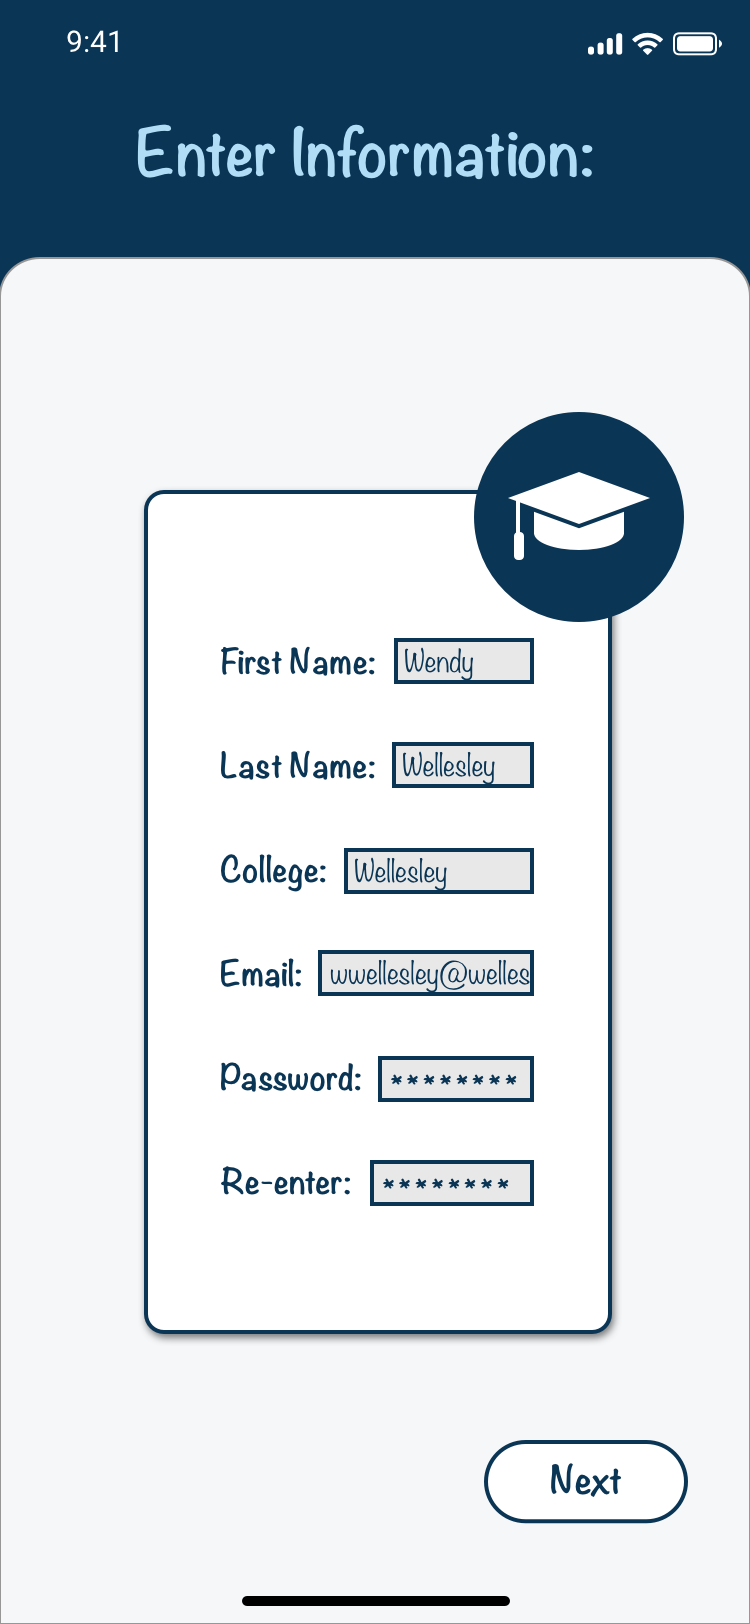 9:41
Enter Information:
First Name: Wendy
Last Name: Wellesley
College: Wellesley
Email: wwellesley@welles
Password: ********
Re-enter: ********
Next